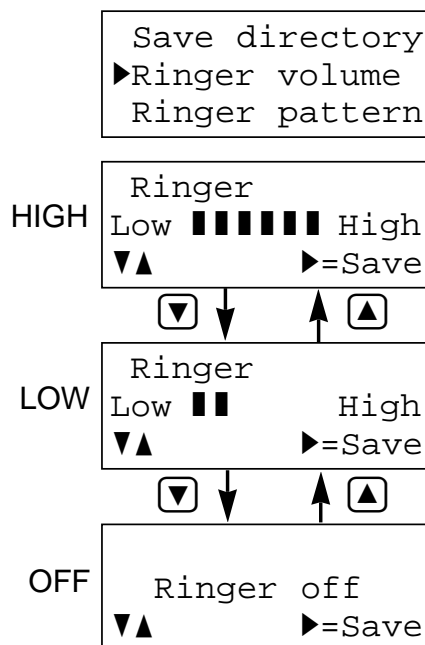 Save directory
▶Ringer volume
Ringer pattern
HIGH
Ringer
Low ▮▮▮▮▮▮ High
▼▲ ▶=Save
▼ ▲
LOW
Ringer
Low ▮▮ High
▼▲ ▶=Save
▼ ▲
OFF
Ringer off
▼▲ ▶=Save